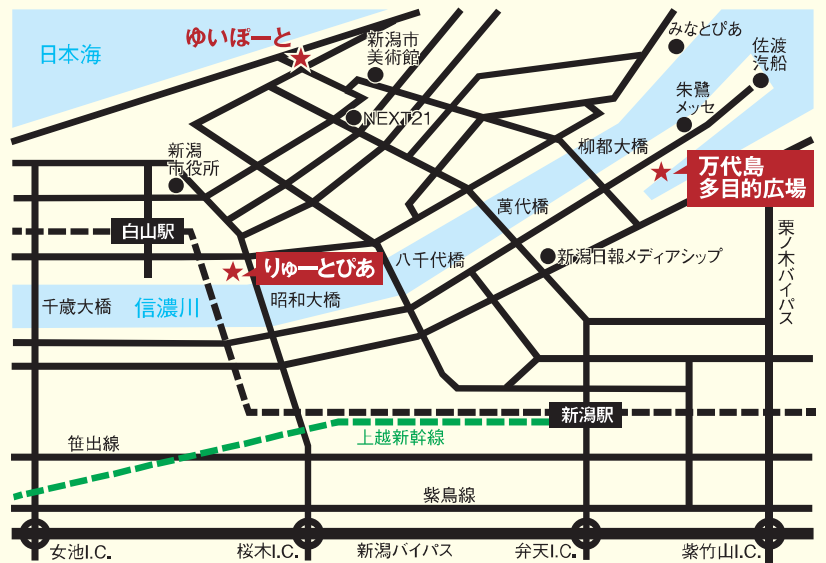 日本海
ゆいぽーと
新潟市
美術館
みなとぴあ
佐渡
汽船
朱鷺
メッセ
NEXT21
新潟
市役所
柳都大橋
万代島
多目的広場
萬代橋
白山駅
八千代橋
新潟日報メディアシップ
栗ノ木バイパス
りゅーとぴあ
千歳大橋
信濃川
昭和大橋
新潟駅
上越新幹線
笹出線
紫鳥線
女池I.C.
桜木I.C.
新潟バイパス
弁天I.C.
紫竹山I.C.